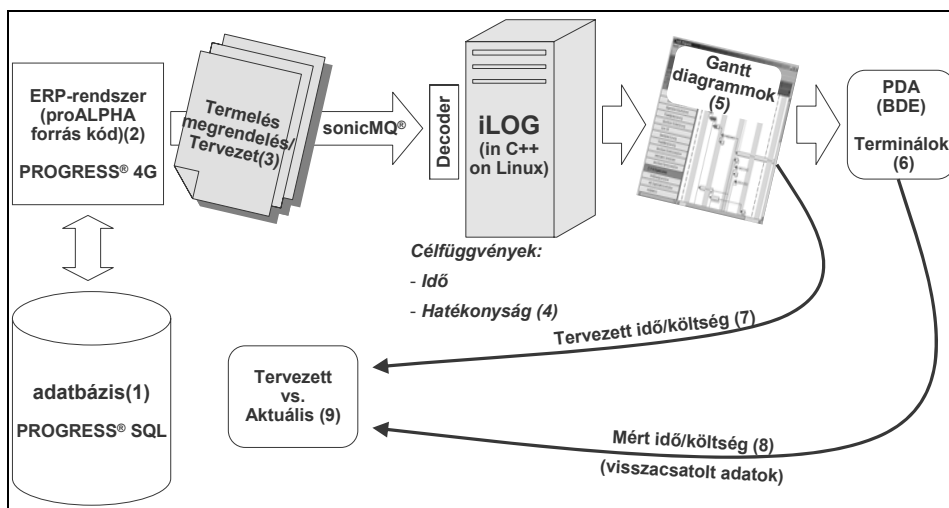 ERP-rendszer
(proALPHA
forrás kód)(2)
PROGRESS® 4G
Termelés
megrendelés/
Tervezet(3)
sonicMQ®
Decoder
iLOG
(in C++
on Linux)
Gantt
diagrammok
(5)
PDA
(BDE)
Terminálok
(6)
Célfüggvények:
- Idő
- Hatékonyság (4)
adatbázis(1)
PROGRESS® SQL
Tervezett
vs.
Aktuális (9)
Tervezett idő/költség (7)
Mért idő/költség (8)
(visszacsatolt adatok)